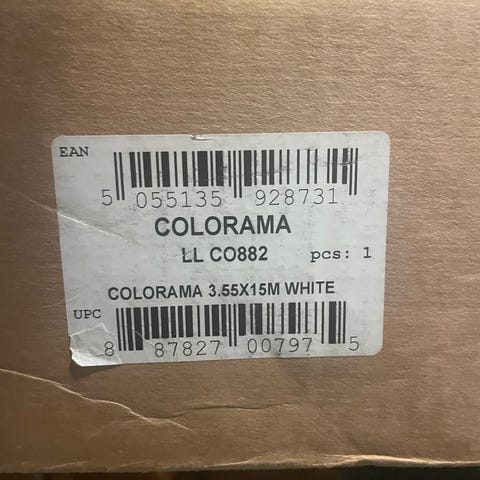 EAN
5 055135 928731
COLORAMA
LL CO882 pcs: 1
COLORAMA 3.55X15M WHITE
UPC
8 87827 00797 5